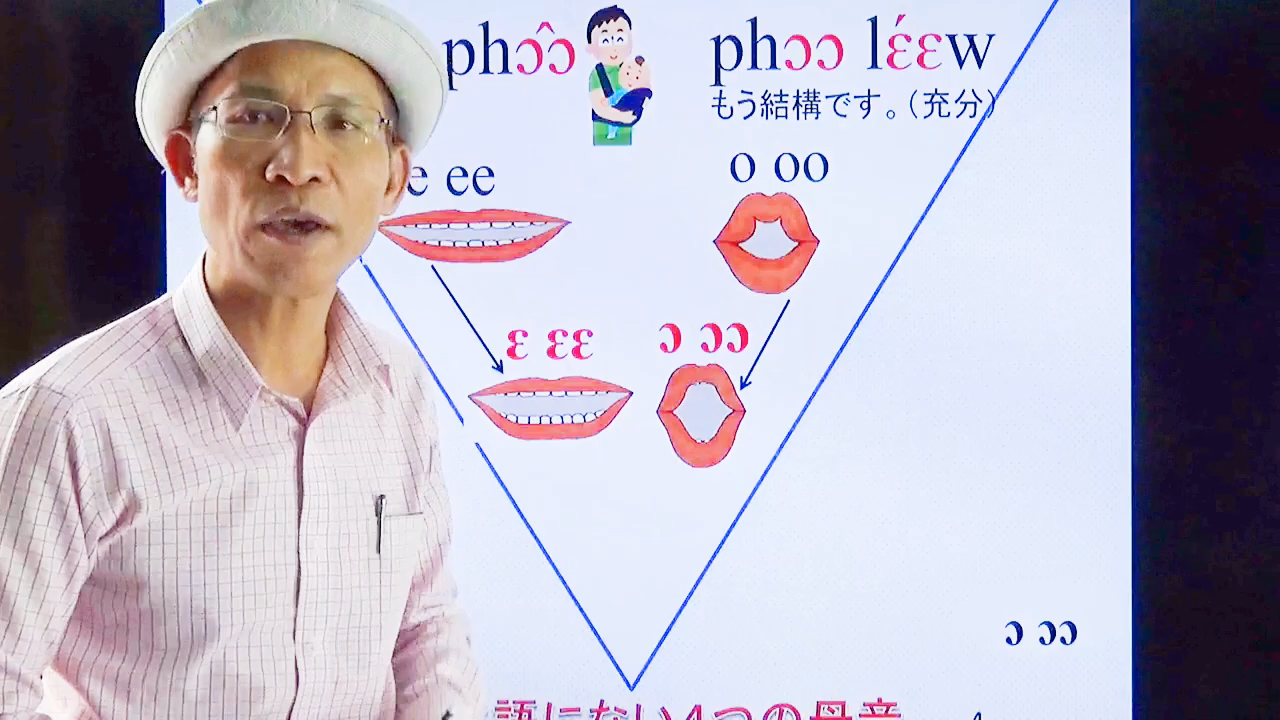 phɔɔ̂ phɔɔ lɛ́ɛw
もう結構です。（充分）
e ee o oo
ɛ ɛɛ ɔ ɔɔ
ɔ ɔɔ
語にない4つの母音